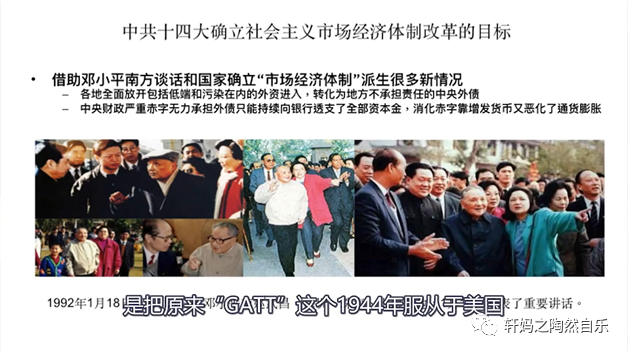 中共十四大确立社会主义市场经济体制改革的目标
• 借助邓小平南方谈话和国家确立“市场经济体制”派生很多新情况
– 各地全面放开包括低端和污染在内的外资进入，转化为地方不承担责任的中央外债
– 中央财政严重赤字无力承担外债只能持续向银行透支了全部资本金，消化赤字靠增发货币又恶化了通货膨胀
1992年1月18
昌
表了重要讲话。
是把原来“GATT”这个1944年服从于美国
轩妈之陶然自乐